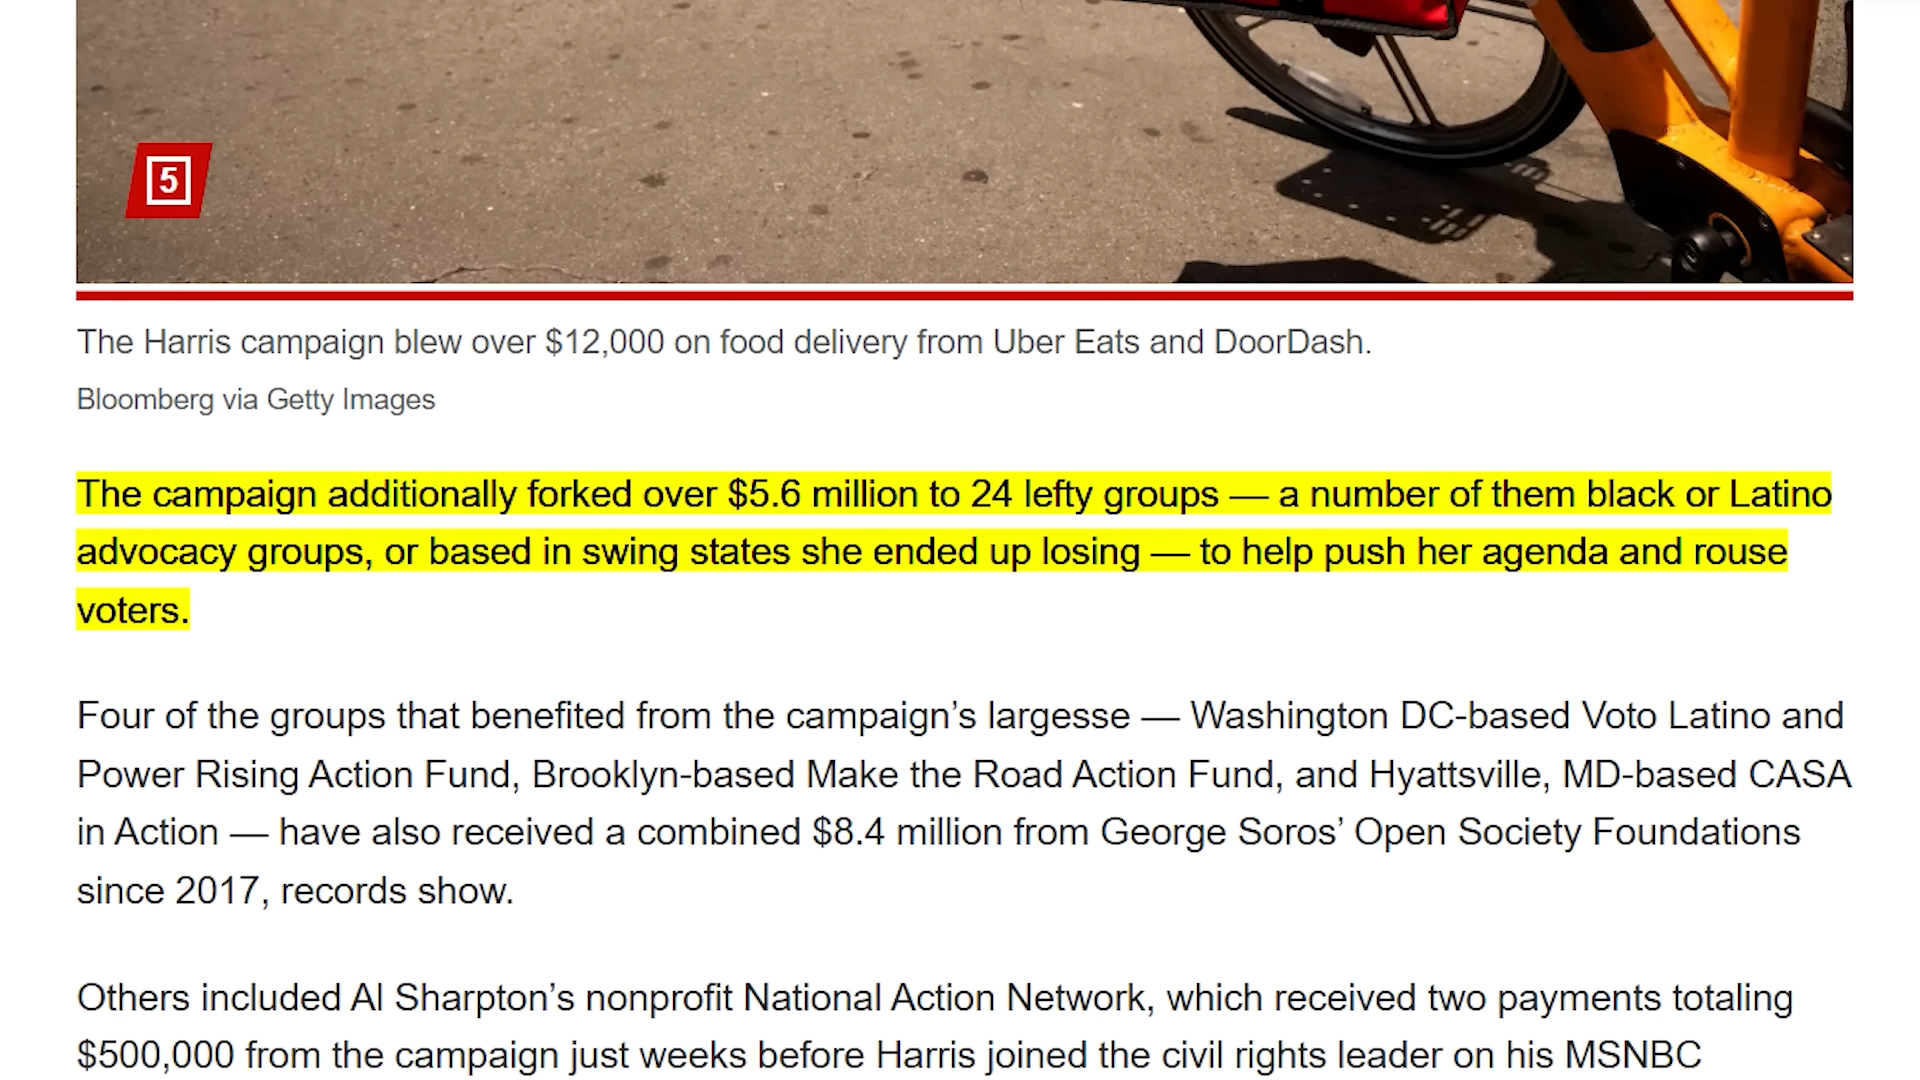 5
The Harris campaign blew over $12,000 on food delivery from Uber Eats and DoorDash.
Bloomberg via Getty Images
The campaign additionally forked over $5.6 million to 24 lefty groups — a number of them black or Latino
advocacy groups, or based in swing states she ended up losing — to help push her agenda and rouse
voters.
Four of the groups that benefited from the campaign’s largesse — Washington DC-based Voto Latino and
Power Rising Action Fund, Brooklyn-based Make the Road Action Fund, and Hyattsville, MD-based CASA
in Action — have also received a combined $8.4 million from George Soros’ Open Society Foundations
since 2017, records show.
Others included Al Sharpton’s nonprofit National Action Network, which received two payments totaling
$500,000 from the campaign just weeks before Harris joined the civil rights leader on his MSNBC